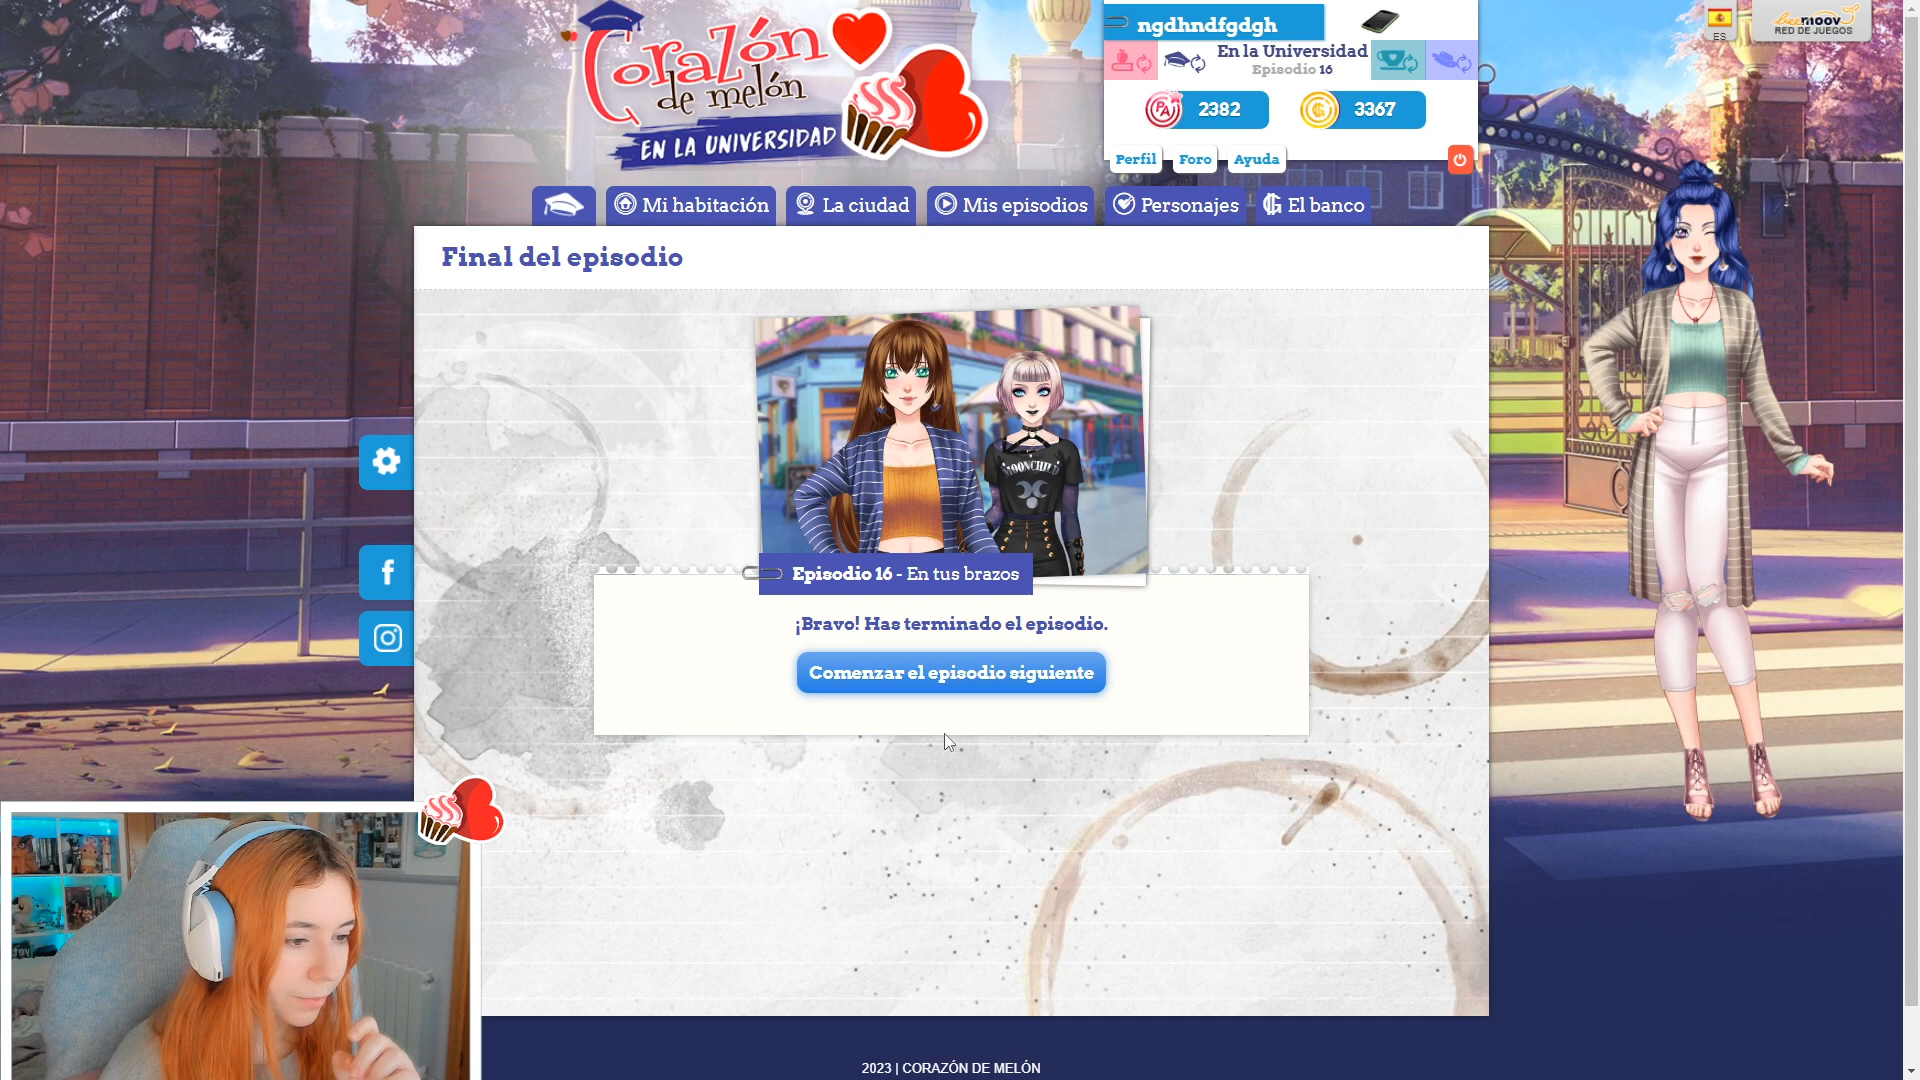 Corazón
de melón
EN LA UNIVERSIDAD
ngdhndfgdgh
En la Universidad
Episodio 16
PA
2382
3367
Perfil
Foro
Ayuda
ES
beemoov
RED DE JUEGOS
Mi habitación
La ciudad
Mis episodios
Personajes
El banco
Final del episodio
MOONCHILD
Episodio 16 - En tus brazos
¡Bravo! Has terminado el episodio.
Comenzar el episodio siguiente
2023 | CORAZÓN DE MELÓN